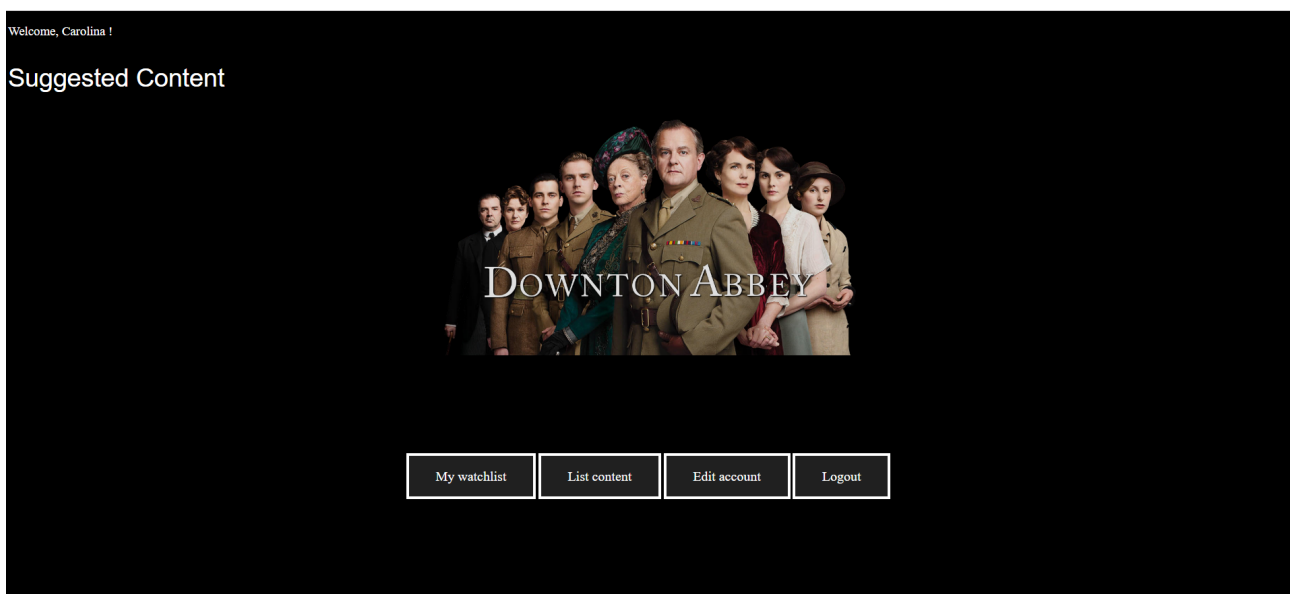 Welcome, Carolina !
Suggested Content
DOWNTON ABBEY
My watchlist
List content
Edit account
Logout